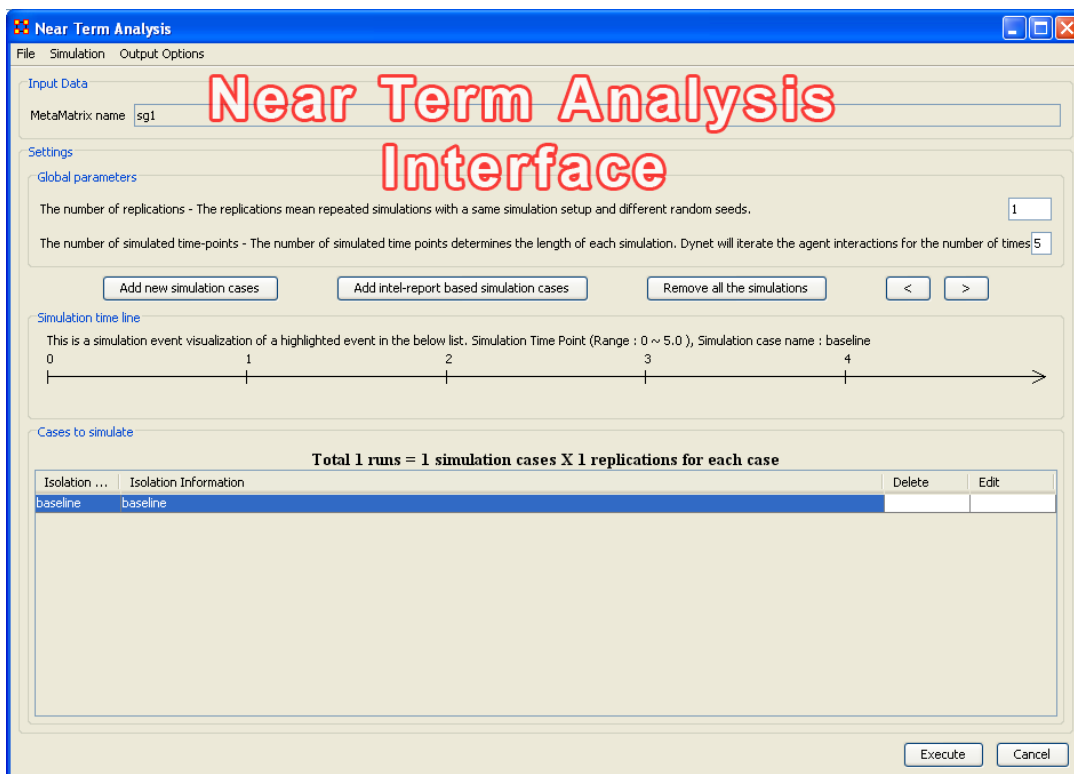 Near Term Analysis
File Simulation Output Options
Input Data
Near Term Analysis
MetaMatrix name sg1
Interface
Settings
Global parameters
The number of replications - The replications mean repeated simulations with a same simulation setup and different random seeds. 1
The number of simulated time-points - The number of simulated time points determines the length of each simulation. Dynet will iterate the agent interactions for the number of times 5
Add new simulation cases Add intel-report based simulation cases Remove all the simulations < >
Simulation time line
This is a simulation event visualization of a highlighted event in the below list. Simulation Time Point (Range : 0 ~ 5.0 ), Simulation case name : baseline
0 1 2 3 4
Cases to simulate
Total 1 runs = 1 simulation cases X 1 replications for each case
Isolation ... Isolation Information Delete Edit
baseline baseline
Execute Cancel